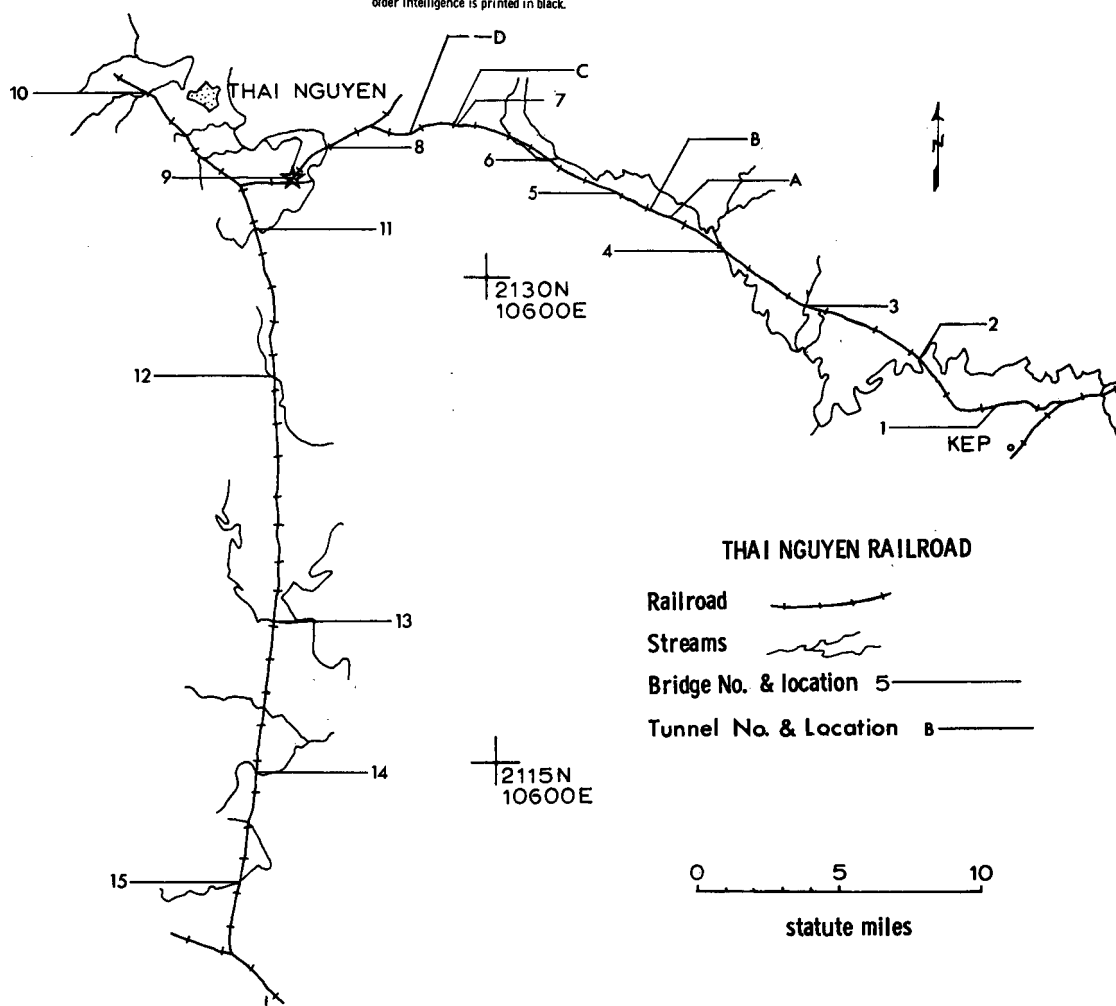 order intelligence is printed in black.
D
10
THAI NGUYEN
C
7
B
8
6
9
A
5
11
4
N
2130N
10600E
3
2
12
1
KEP
THAI NGUYEN RAILROAD
Railroad
Streams
13
Bridge No. & location 5
Tunnel No. & Location B
14
2115N
10600E
15
0 5 10
statute miles